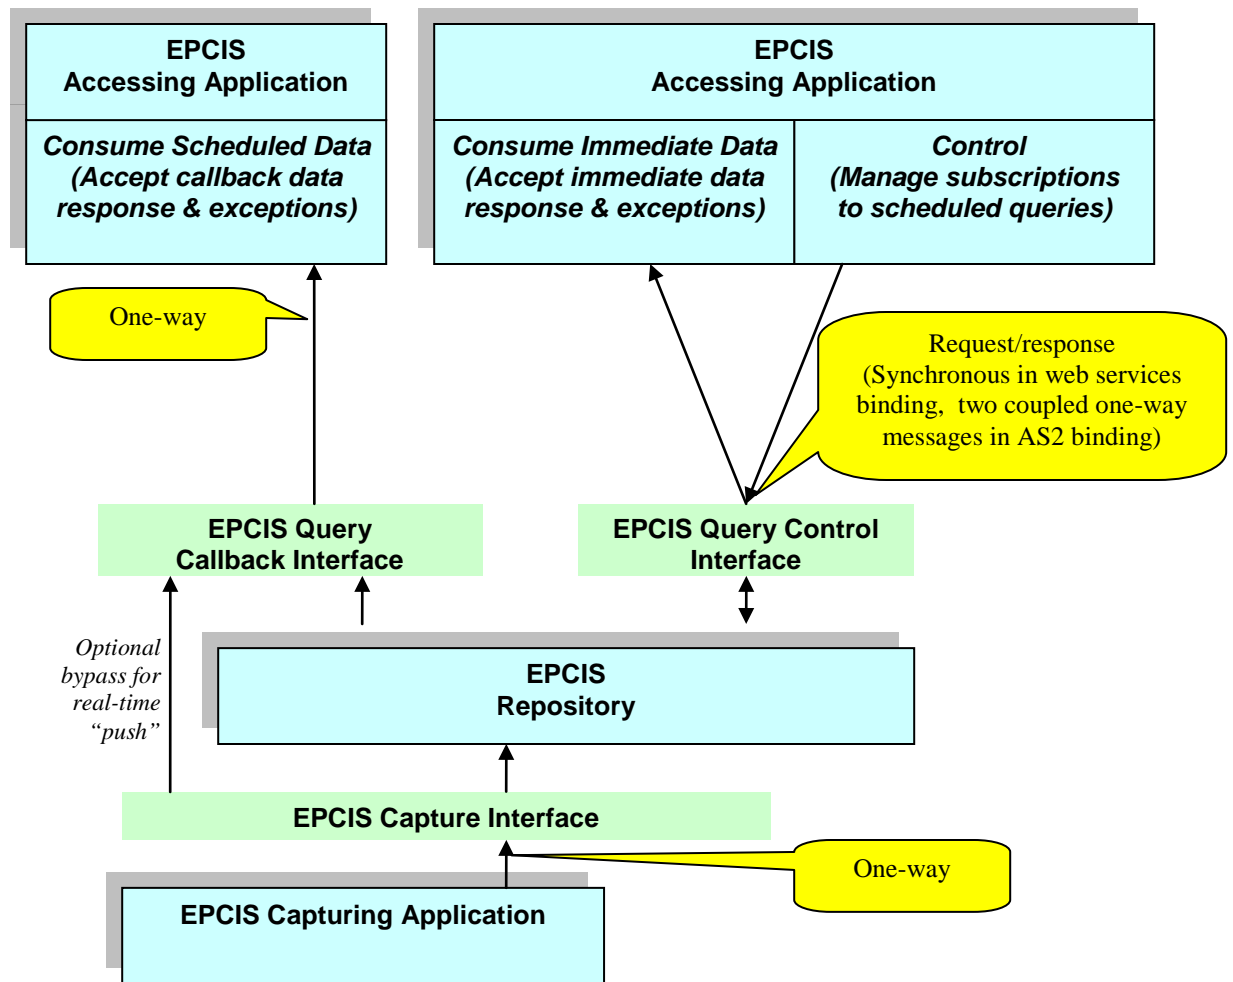 EPCIS
Accessing Application
Consume Scheduled Data
(Accept callback data
response & exceptions)
EPCIS
Accessing Application
Consume Immediate Data
(Accept immediate data
response & exceptions)
Control
(Manage subscriptions
to scheduled queries)
One-way
Request/response
(Synchronous in web services
binding, two coupled one-way
messages in AS2 binding)
EPCIS Query
Callback Interface
EPCIS Query Control
Interface
Optional
bypass for
real-time
“push”
EPCIS
Repository
EPCIS Capture Interface
One-way
EPCIS Capturing Application